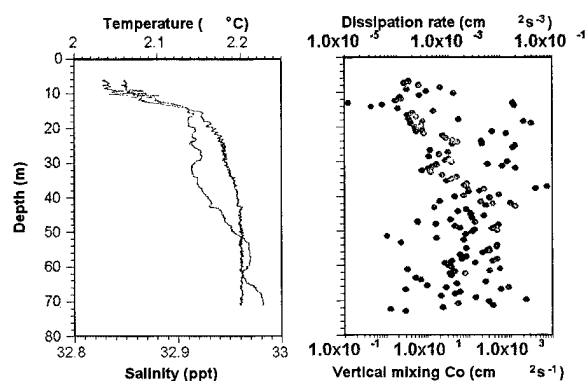 Temperature ( °C)
2 2.1 2.2
0
10
20
30
40
50
60
70
80
Depth (m)
32.8 32.9 33
Salinity (ppt)
Dissipation rate (cm 2s-3)
1.0x10 -5 1.0x10 -3 1.0x10 -1
1.0x10 -1 1.0x10 1 1.0x10 3
Vertical mixing Co (cm 2s-1)